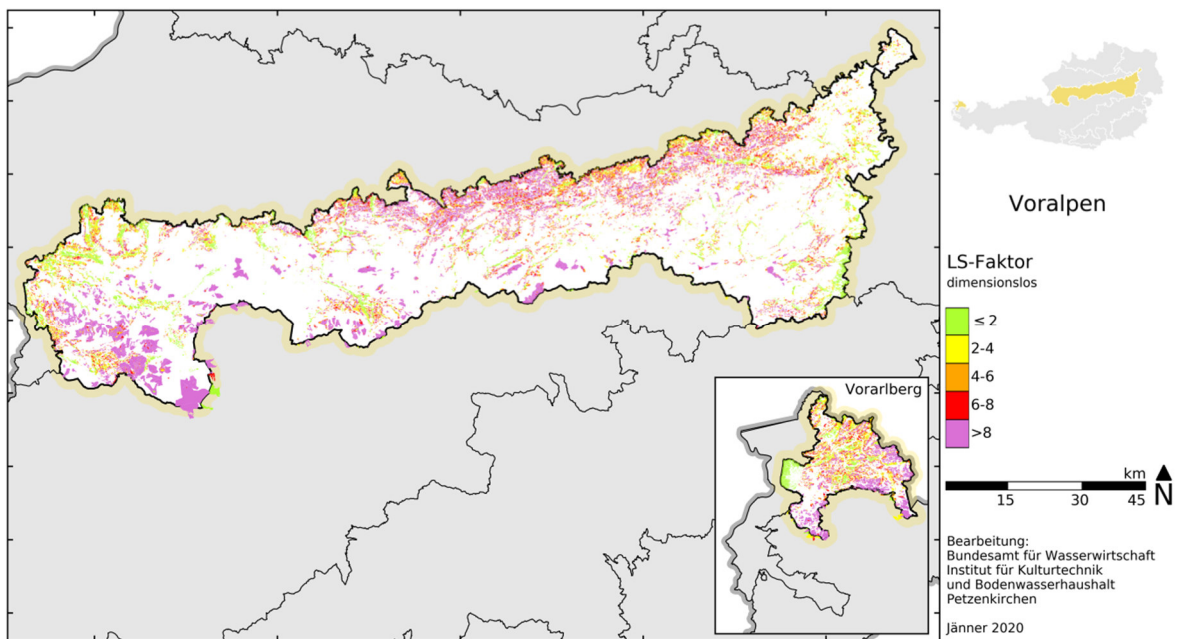 Voralpen
LS-Faktor
dimensionslos
≤ 2
2-4
4-6
6-8
>8
Vorarlberg
km
15 30 45
N
Bearbeitung:
Bundesamt für Wasserwirtschaft
Institut für Kulturtechnik
und Bodenwasserhaushalt
Petzenkirchen
Jänner 2020